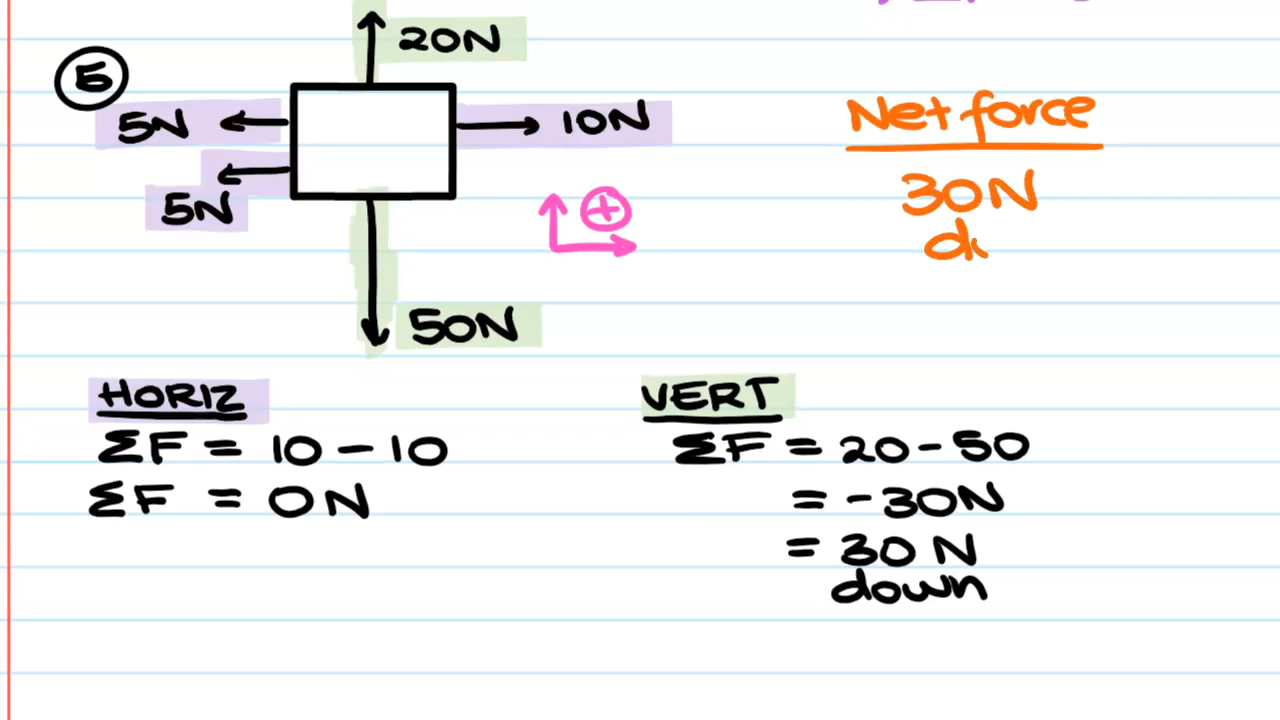 5
20N
5N
10N
5N
+
50N
Net force
30N
do
HORIZ
ΣF = 10 - 10
ΣF = 0N
VERT
ΣF = 20 - 50
= -30N
= 30 N
down